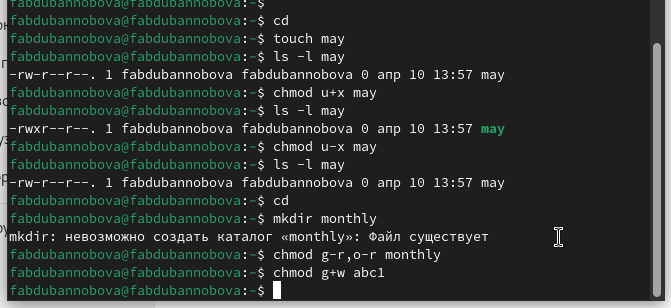 fabdubannobova@fabdubannobova:~$
fabdubannobova@fabdubannobova:~$ cd
fabdubannobova@fabdubannobova:~$ touch may
fabdubannobova@fabdubannobova:~$ ls -l may
-rw-r--r--. 1 fabdubannobova fabdubannobova 0 апр 10 13:57 may
fabdubannobova@fabdubannobova:~$ chmod u+x may
fabdubannobova@fabdubannobova:~$ ls -l may
-rwxr--r--. 1 fabdubannobova fabdubannobova 0 апр 10 13:57 may
fabdubannobova@fabdubannobova:~$ chmod u-x may
fabdubannobova@fabdubannobova:~$ ls -l may
-rw-r--r--. 1 fabdubannobova fabdubannobova 0 апр 10 13:57 may
fabdubannobova@fabdubannobova:~$ cd
fabdubannobova@fabdubannobova:~$ mkdir monthly
mkdir: невозможно создать каталог «monthly»: Файл существует
fabdubannobova@fabdubannobova:~$ chmod g-r,o-r monthly
fabdubannobova@fabdubannobova:~$ chmod g+w abc1
fabdubannobova@fabdubannobova:~$